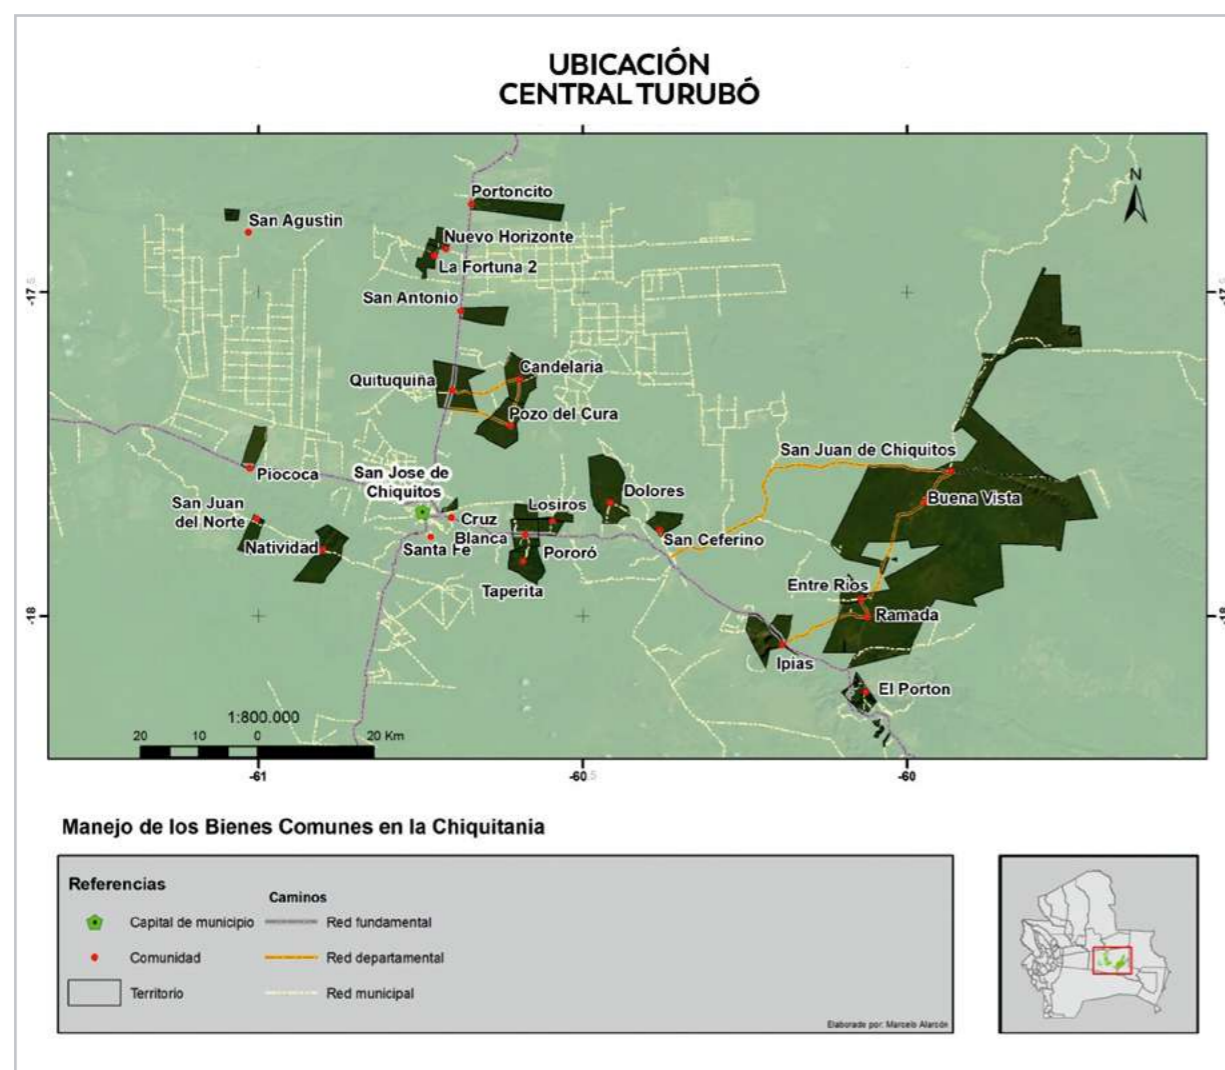 UBICACIÓN
CENTRAL TURUBÓ
N
Portoncito
San Agustin
Nuevo Horizonte
La Fortuna 2
San Antonio
Quituquiña
Candelaria
Pozo del Cura
San Juan de Chiquitos
Piococa
San Jose de
Chiquitos
Dolores
Buena Vista
San Juan
del Norte
Losiros
Cruz
Blanca
San Ceferino
Natividad
Santa Fe
Pororó
Taperita
Entre Rios
Ramada
Ipias
El Porton
1:800.000
20 10 0 20 Km
-61 -60.5 -60
-18 -18
Manejo de los Bienes Comunes en la Chiquitania
Referencias
Caminos
Capital de municipio Red fundamental
Comunidad Red departamental
Territorio Red municipal
Elaborado por: Marcelo Alarcón